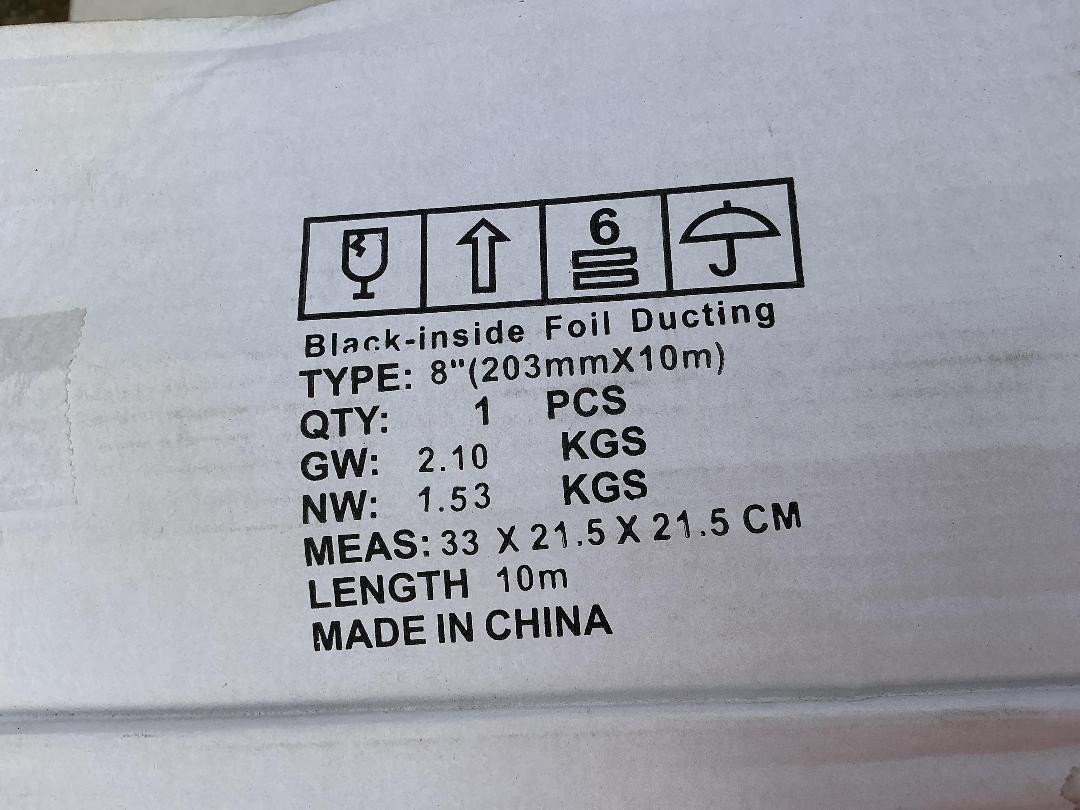 6
Black-inside Foil Ducting
TYPE: 8"(203mmX10m)
QTY: 1 PCS
GW: 2.10 KGS
NW: 1.53 KGS
MEAS: 33 X 21.5 X 21.5 CM
LENGTH 10m
MADE IN CHINA